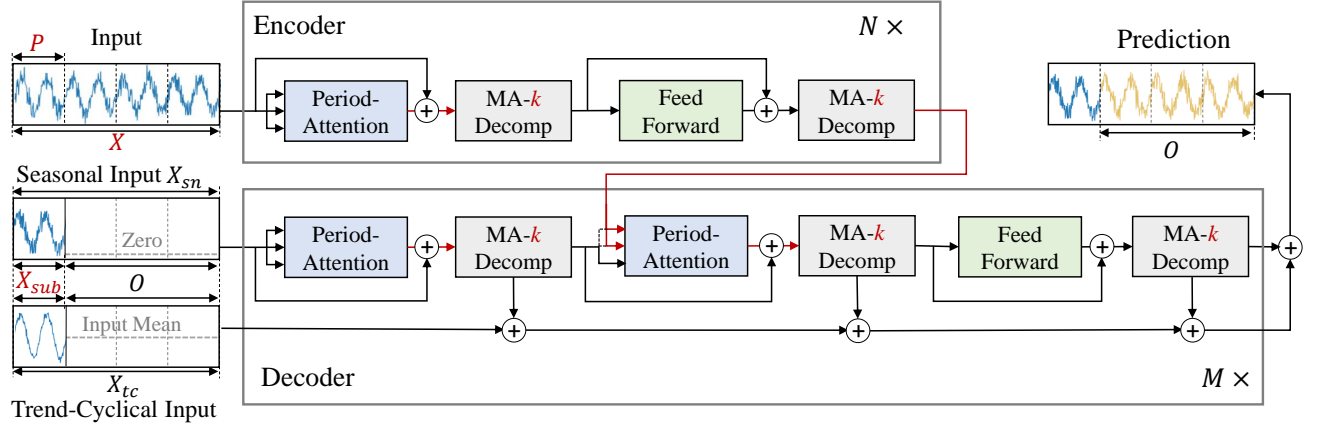 Encoder
N ×
Input
P
X
Period-
Attention
MA-k
Decomp
Feed
Forward
MA-k
Decomp
Prediction
O
Seasonal Input X_sn
Zero
X_sub
O
Input Mean
X_tc
Trend-Cyclical Input
Period-
Attention
MA-k
Decomp
Period-
Attention
MA-k
Decomp
Feed
Forward
MA-k
Decomp
Decoder
M ×